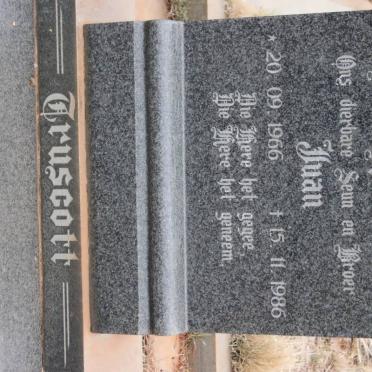 Ons dierbare Seun en Broer
Juan
* 20. 09. 1966 † 15. 11. 1986
Die Here het gegee,
Die Here het geneem.
Truscott